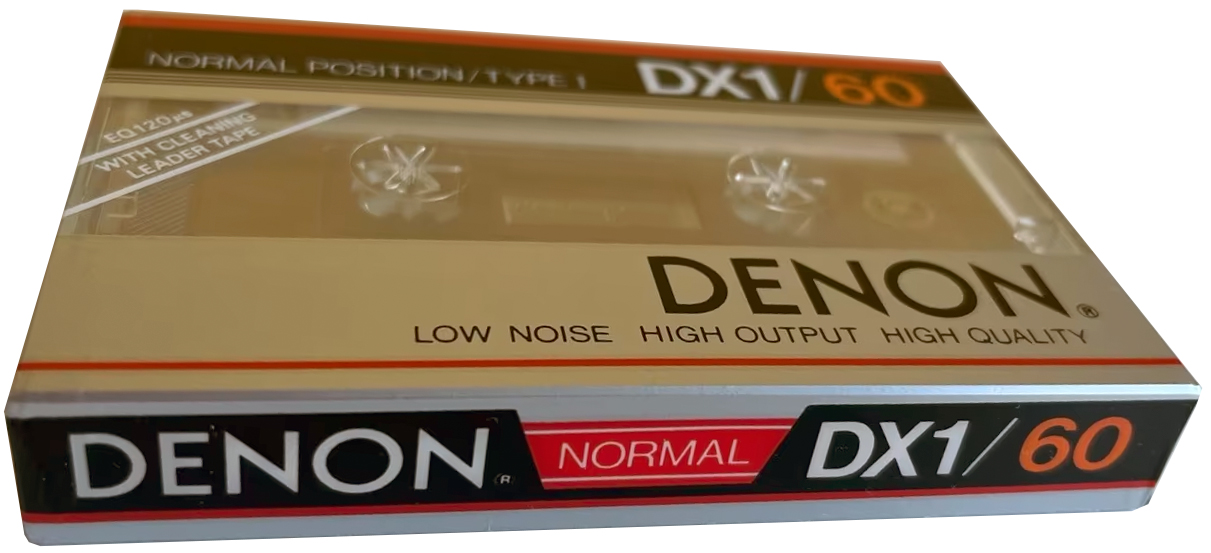 NORMAL POSITION/TYPE I DX1/60
EQ120μs
WITH CLEANING
LEADER TAPE
DENON®
LOW NOISE HIGH OUTPUT HIGH QUALITY
DENON® NORMAL DX1/60